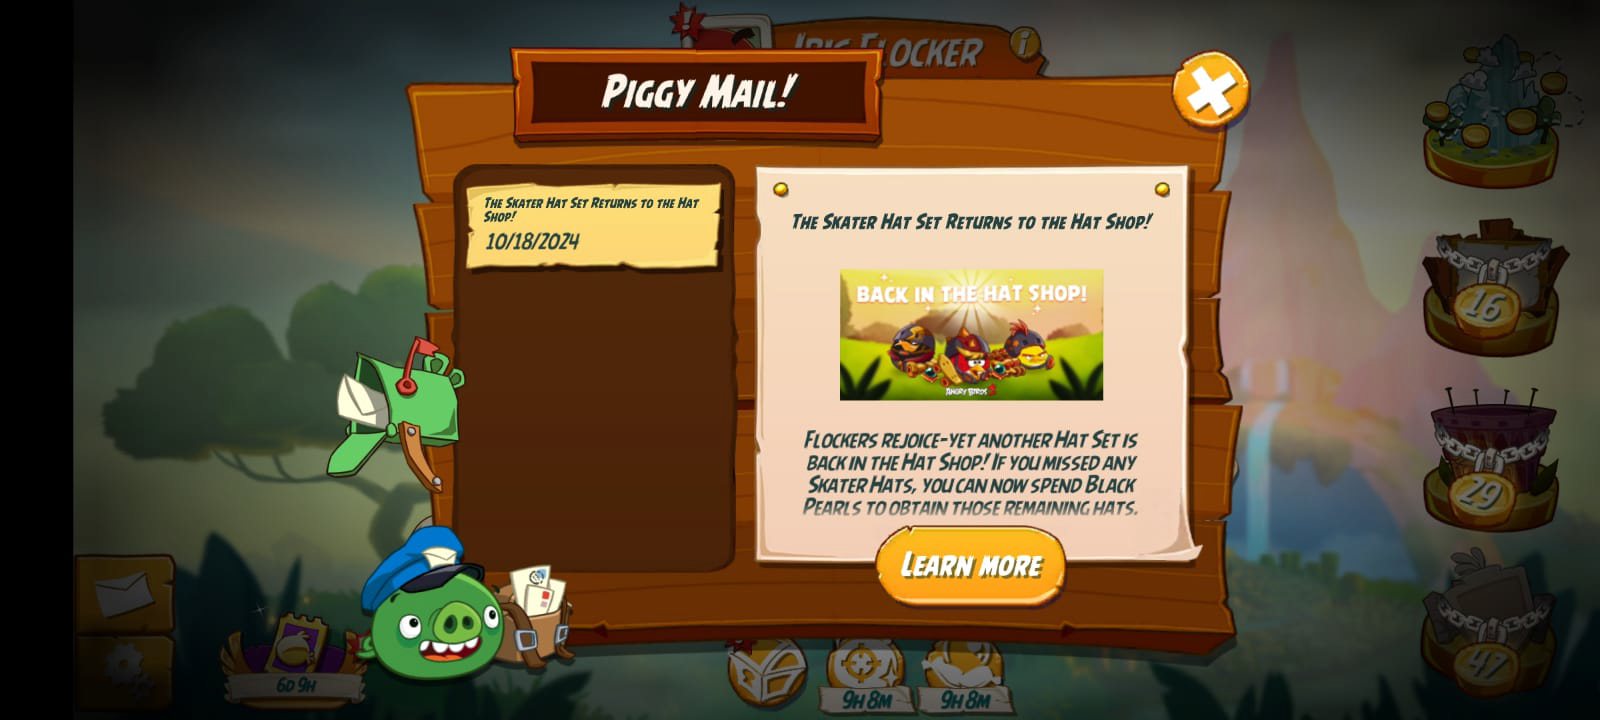 FLOCKER
i
PIGGY MAIL!
THE SKATER HAT SET RETURNS TO THE HAT
SHOP!
10/18/2024
THE SKATER HAT SET RETURNS TO THE HAT SHOP!
BACK IN THE HAT SHOP!
ANGRY BIRDS 2
FLOCKERS REJOICE-YET ANOTHER HAT SET IS
BACK IN THE HAT SHOP! IF YOU MISSED ANY
SKATER HATS, YOU CAN NOW SPEND BLACK
PEARLS TO OBTAIN THOSE REMAINING HATS.
LEARN MORE
16
29
47
6D 9H
9H 8M
9H 8M